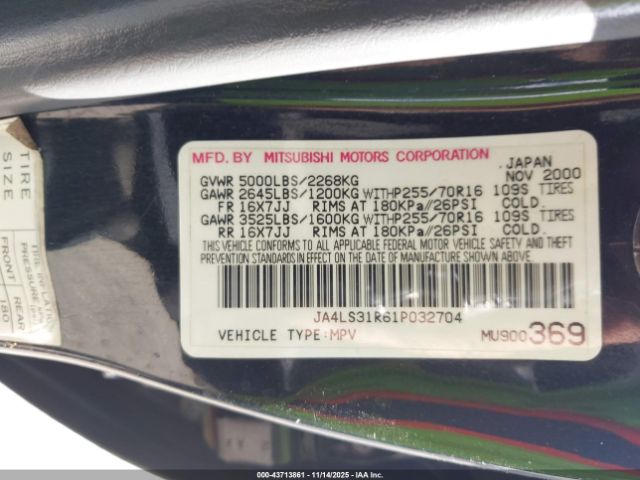 MFD. BY MITSUBISHI MOTORS CORPORATION JAPAN
GVWR 5000LBS/2268KG NOV 2000
GAWR 2645LBS/1200KG WITH P255/70R16 109S TIRES
FR 16X7JJ RIMS AT 180KPa//26PSI COLD.
GAWR 3525LBS/1600KG WITH P255/70R16 109S TIRES
RR 16X7JJ RIMS AT 180KPa//26PSI COLD.
THIS VEHICLE CONFORMS TO ALL APPLICABLE FEDERAL MOTOR VEHICLE SAFETY AND THEFT
PREVENTION STANDARDS IN EFFECT ON THE DATE OF MANUFACTURE SHOWN ABOVE.
JA4LS31R61P032704
VEHICLE TYPE:MPV MU900369
TIRE
SIZE
PRESSURE
FRONT
REAR
180
000-43713861 - 11/14/2025 - IAA Inc.